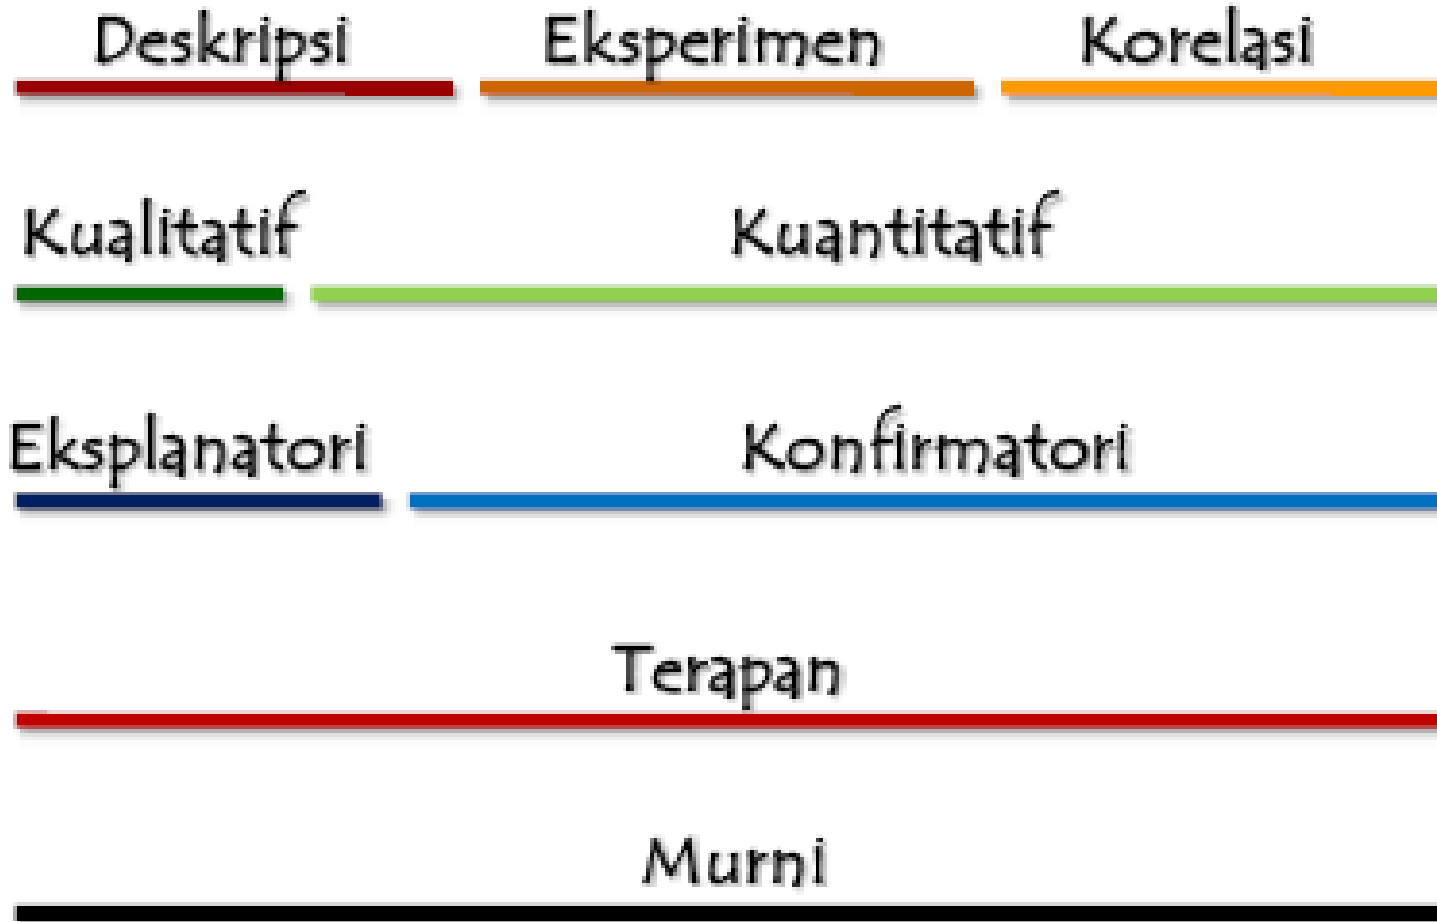 Deskripsi Eksperimen Korelasi
Kualitatif Kuantitatif
Eksplanatori Konfirmatori
Terapan
Murni